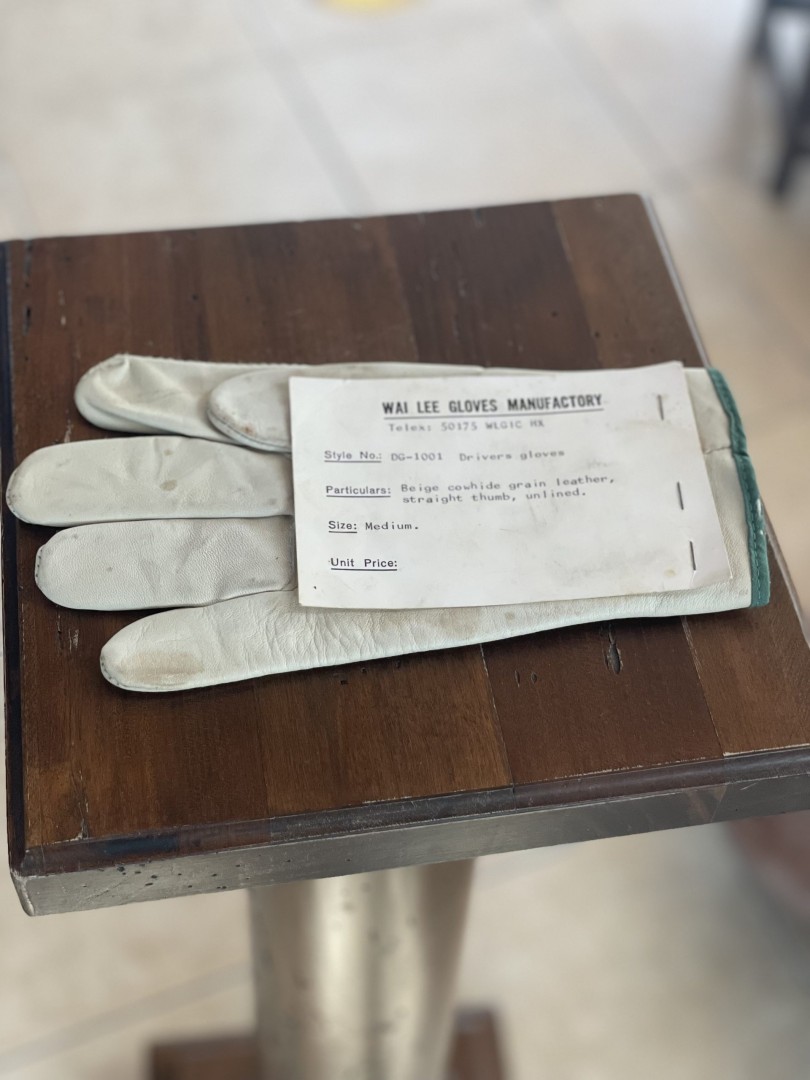 WAI LEE GLOVES MANUFACTORY
Telex: 50175 WLGIC HX
Style No.: DG-1001 Drivers gloves
Particulars: Beige cowhide grain leather,
straight thumb, unlined.
Size: Medium.
Unit Price: